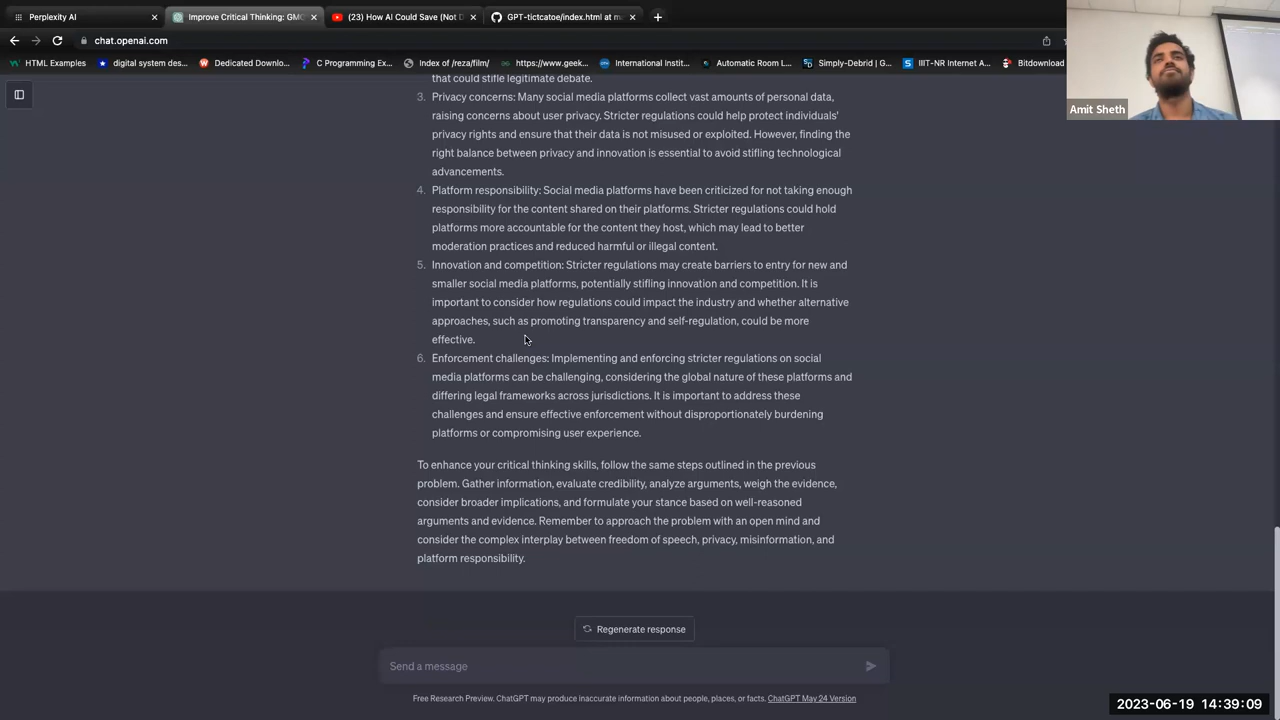 Perplexity AI
Improve Critical Thinking: GMC
(23) How AI Could Save (Not D
GPT-tictcatoe/index.html at m
chat.openai.com
HTML Examples
digital system des...
Dedicated Downlo...
C Programming Ex...
Index of /reza/film/
https://www.geek...
International Instit...
Automatic Room L...
Simply-Debrid | G...
IIIT-NR Internet A...
Bitdownload
Amit Sheth
that could stifle legitimate debate.
3. Privacy concerns: Many social media platforms collect vast amounts of personal data,
raising concerns about user privacy. Stricter regulations could help protect individuals'
privacy rights and ensure that their data is not misused or exploited. However, finding the
right balance between privacy and innovation is essential to avoid stifling technological
advancements.
4. Platform responsibility: Social media platforms have been criticized for not taking enough
responsibility for the content shared on their platforms. Stricter regulations could hold
platforms more accountable for the content they host, which may lead to better
moderation practices and reduced harmful or illegal content.
5. Innovation and competition: Stricter regulations may create barriers to entry for new and
smaller social media platforms, potentially stifling innovation and competition. It is
important to consider how regulations could impact the industry and whether alternative
approaches, such as promoting transparency and self-regulation, could be more
effective.
6. Enforcement challenges: Implementing and enforcing stricter regulations on social
media platforms can be challenging, considering the global nature of these platforms and
differing legal frameworks across jurisdictions. It is important to address these
challenges and ensure effective enforcement without disproportionately burdening
platforms or compromising user experience.
To enhance your critical thinking skills, follow the same steps outlined in the previous
problem. Gather information, evaluate credibility, analyze arguments, weigh the evidence,
consider broader implications, and formulate your stance based on well-reasoned
arguments and evidence. Remember to approach the problem with an open mind and
consider the complex interplay between freedom of speech, privacy, misinformation, and
platform responsibility.
Regenerate response
Send a message
Free Research Preview. ChatGPT may produce inaccurate information about people, places, or facts. ChatGPT May 24 Version
2023-06-19 14:39:09